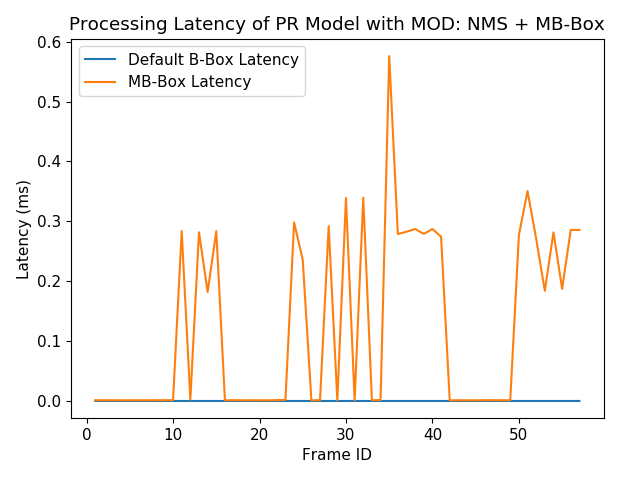 Processing Latency of PR Model with MOD: NMS + MB-Box
Default B-Box Latency
MB-Box Latency
Latency (ms)
0.6
0.5
0.4
0.3
0.2
0.1
0.0
0 10 20 30 40 50
Frame ID